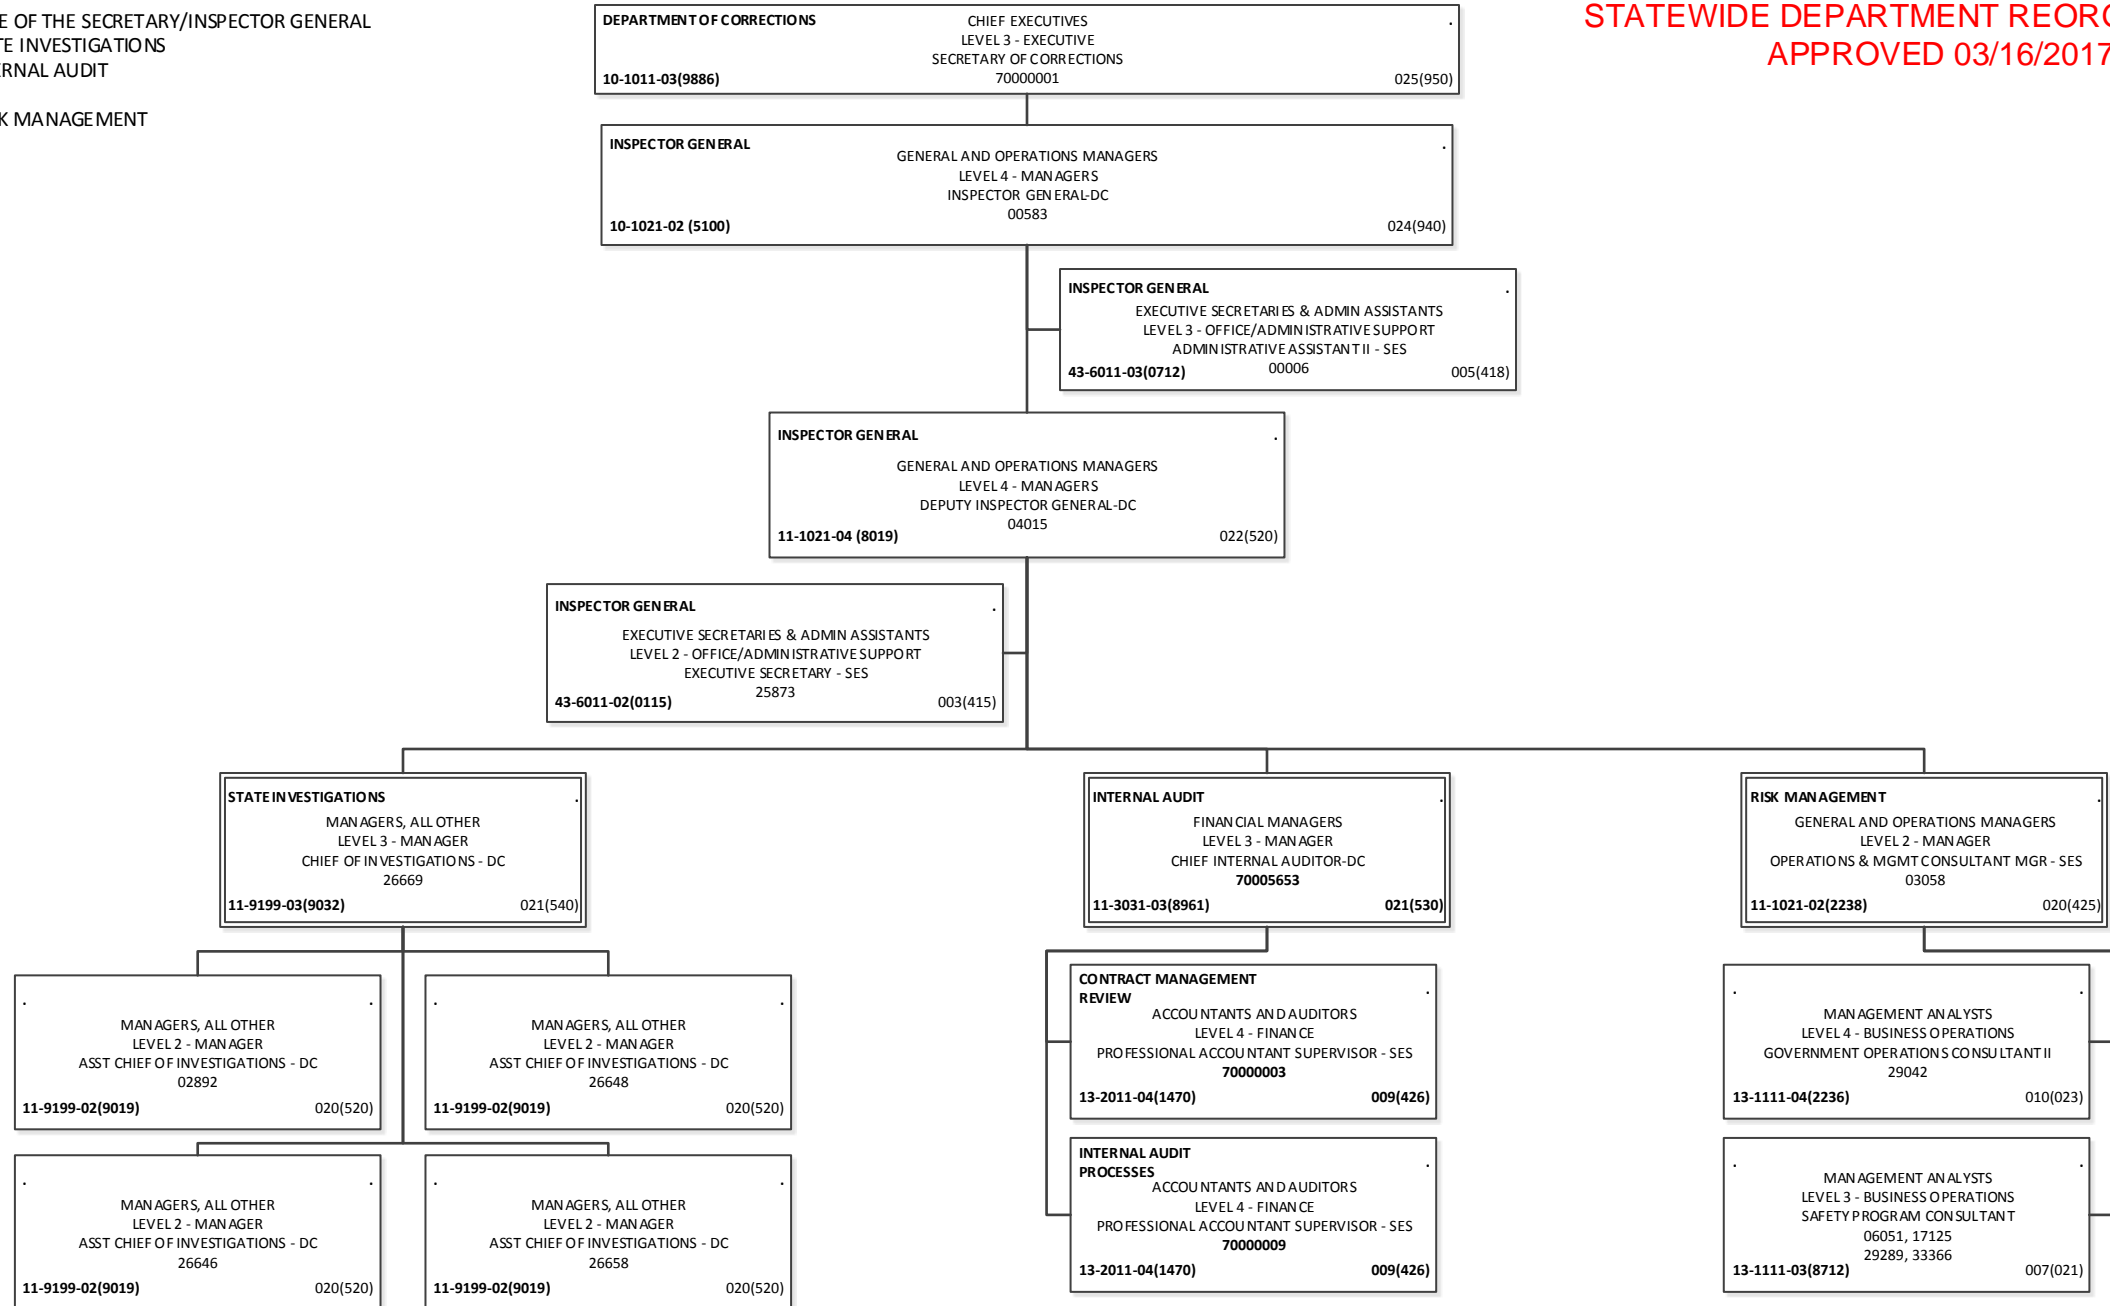 E OF THE SECRETARY/INSPECTOR GENERAL
TE INVESTIGATIONS
ERNAL AUDIT
K MANAGEMENT
STATEWIDE DEPARTMENT REORG
APPROVED 03/16/2017
DEPARTMENT OF CORRECTIONS .
CHIEF EXECUTIVES
LEVEL 3 - EXECUTIVE
SECRETARY OF CORRECTIONS
70000001
10-1011-03(9886) 025(950)
INSPECTOR GENERAL .
GENERAL AND OPERATIONS MANAGERS
LEVEL 4 - MANAGERS
INSPECTOR GENERAL-DC
00583
10-1021-02 (5100) 024(940)
INSPECTOR GENERAL .
EXECUTIVE SECRETARIES & ADMIN ASSISTANTS
LEVEL 3 - OFFICE/ADMINISTRATIVE SUPPORT
ADMINISTRATIVE ASSISTANT II - SES
00006
43-6011-03(0712) 005(418)
INSPECTOR GENERAL .
GENERAL AND OPERATIONS MANAGERS
LEVEL 4 - MANAGERS
DEPUTY INSPECTOR GENERAL-DC
04015
11-1021-04 (8019) 022(520)
INSPECTOR GENERAL .
EXECUTIVE SECRETARIES & ADMIN ASSISTANTS
LEVEL 2 - OFFICE/ADMINISTRATIVE SUPPORT
EXECUTIVE SECRETARY - SES
25873
43-6011-02(0115) 003(415)
STATE INVESTIGATIONS .
MANAGERS, ALL OTHER
LEVEL 3 - MANAGER
CHIEF OF INVESTIGATIONS - DC
26669
11-9199-03(9032) 021(540)
INTERNAL AUDIT .
FINANCIAL MANAGERS
LEVEL 3 - MANAGER
CHIEF INTERNAL AUDITOR-DC
70005653
11-3031-03(8961) 021(530)
RISK MANAGEMENT .
GENERAL AND OPERATIONS MANAGERS
LEVEL 2 - MANAGER
OPERATIONS & MGMT CONSULTANT MGR - SES
03058
11-1021-02(2238) 020(425)
. .
MANAGERS, ALL OTHER
LEVEL 2 - MANAGER
ASST CHIEF OF INVESTIGATIONS - DC
02892
11-9199-02(9019) 020(520)
. .
MANAGERS, ALL OTHER
LEVEL 2 - MANAGER
ASST CHIEF OF INVESTIGATIONS - DC
26648
11-9199-02(9019) 020(520)
CONTRACT MANAGEMENT
REVIEW .
ACCOUNTANTS AND AUDITORS
LEVEL 4 - FINANCE
PROFESSIONAL ACCOUNTANT SUPERVISOR - SES
70000003
13-2011-04(1470) 009(426)
. .
MANAGEMENT ANALYSTS
LEVEL 4 - BUSINESS OPERATIONS
GOVERNMENT OPERATIONS CONSULTANT II
29042
13-1111-04(2236) 010(023)
. .
MANAGERS, ALL OTHER
LEVEL 2 - MANAGER
ASST CHIEF OF INVESTIGATIONS - DC
26646
11-9199-02(9019) 020(520)
. .
MANAGERS, ALL OTHER
LEVEL 2 - MANAGER
ASST CHIEF OF INVESTIGATIONS - DC
26658
11-9199-02(9019) 020(520)
INTERNAL AUDIT
PROCESSES .
ACCOUNTANTS AND AUDITORS
LEVEL 4 - FINANCE
PROFESSIONAL ACCOUNTANT SUPERVISOR - SES
70000009
13-2011-04(1470) 009(426)
. .
MANAGEMENT ANALYSTS
LEVEL 3 - BUSINESS OPERATIONS
SAFETY PROGRAM CONSULTANT
06051, 17125
29289, 33366
13-1111-03(8712) 007(021)